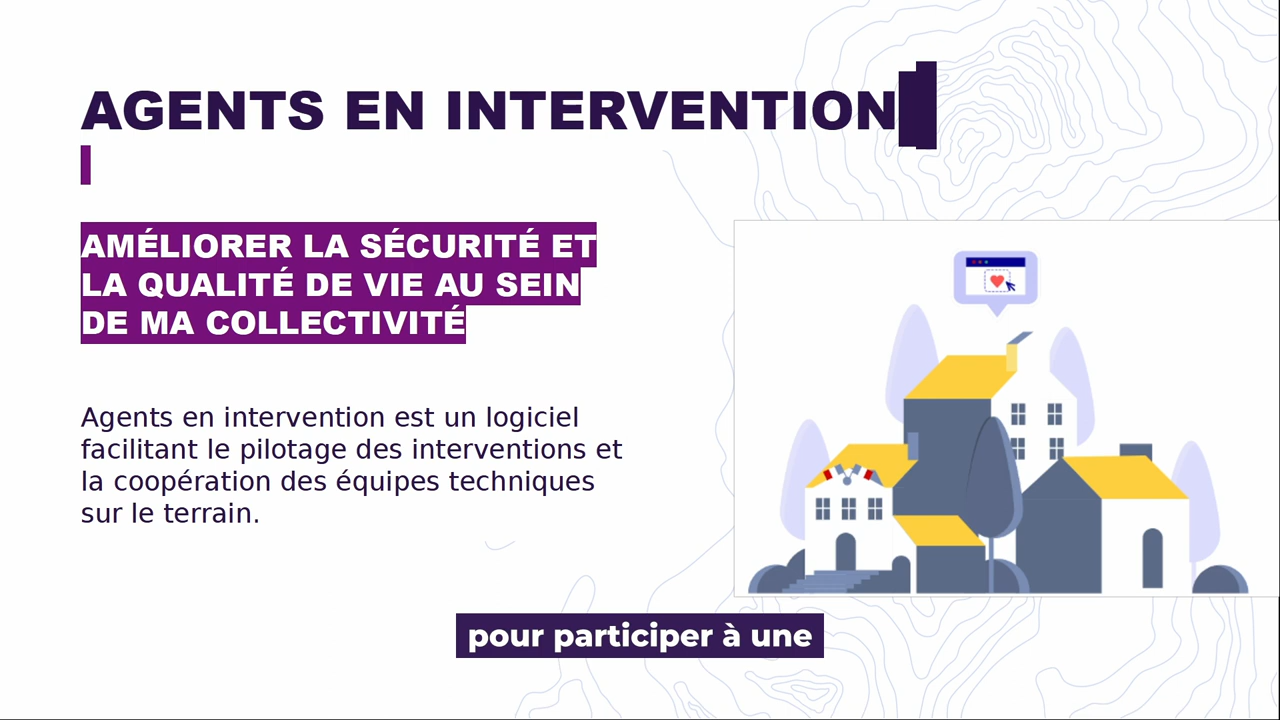 AGENTS EN INTERVENTION
AMÉLIORER LA SÉCURITÉ ET
LA QUALITÉ DE VIE AU SEIN
DE MA COLLECTIVITÉ
Agents en intervention est un logiciel
facilitant le pilotage des interventions et
la coopération des équipes techniques
sur le terrain.
pour participer à une